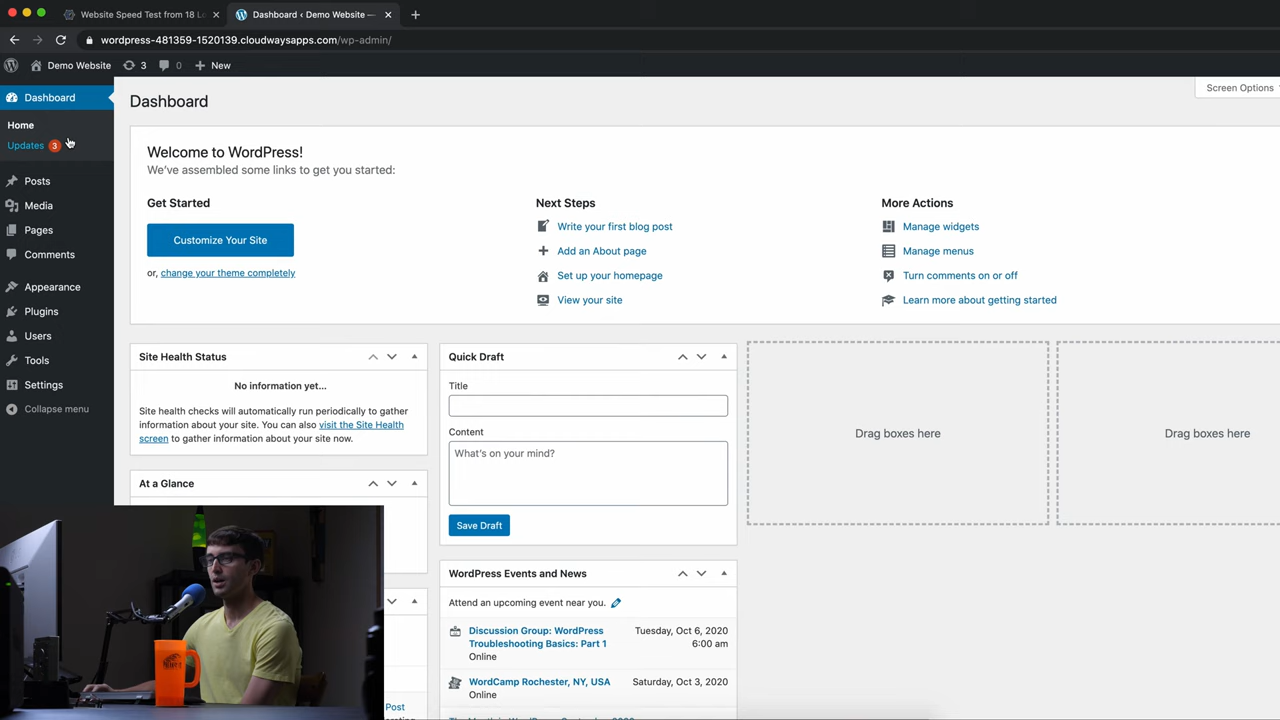 Website Speed Test from 18 Lo
Dashboard ‹ Demo Website —
wordpress-481359-1520139.cloudwaysapps.com/wp-admin/
Demo Website
3
0
New
Dashboard
Home
Updates 3
Posts
Media
Pages
Comments
Appearance
Plugins
Users
Tools
Settings
Collapse menu
Dashboard
Screen Options
Welcome to WordPress!
We've assembled some links to get you started:
Get Started
Customize Your Site
or, change your theme completely
Next Steps
Write your first blog post
Add an About page
Set up your homepage
View your site
More Actions
Manage widgets
Manage menus
Turn comments on or off
Learn more about getting started
Site Health Status
No information yet...
Site health checks will automatically run periodically to gather
information about your site. You can also visit the Site Health
screen to gather information about your site now.
At a Glance
Quick Draft
Title
Content
What's on your mind?
Save Draft
WordPress Events and News
Attend an upcoming event near you.
Discussion Group: WordPress
Troubleshooting Basics: Part 1
Online
Tuesday, Oct 6, 2020
6:00 am
WordCamp Rochester, NY, USA
Online
Saturday, Oct 3, 2020
Drag boxes here
Drag boxes here
Post